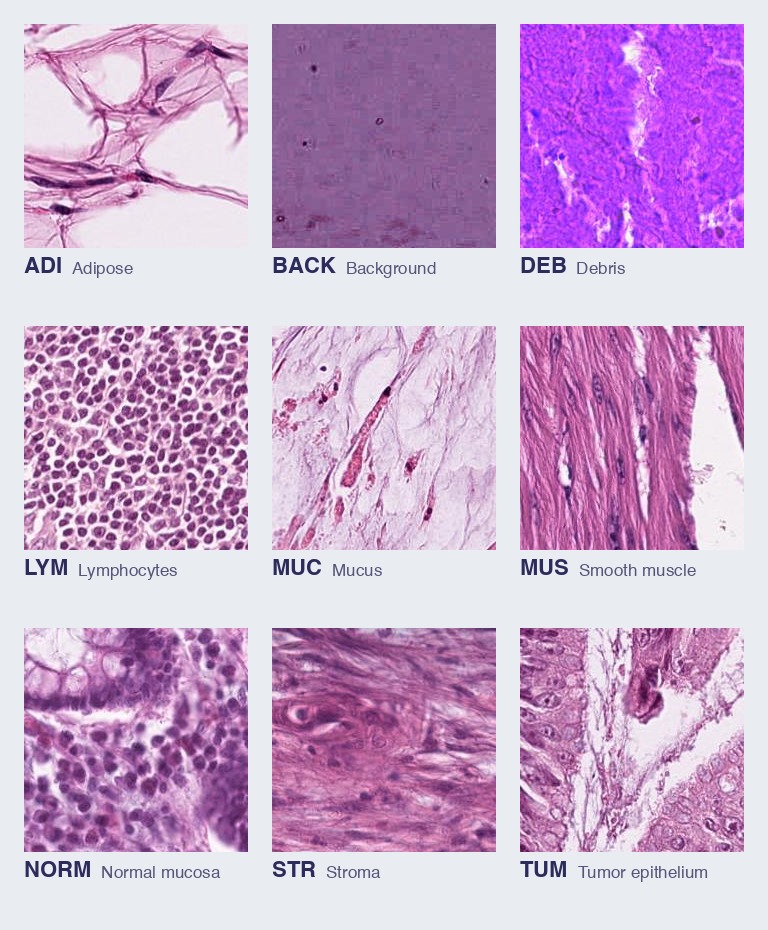 ADI Adipose
BACK Background
DEB Debris
LYM Lymphocytes
MUC Mucus
MUS Smooth muscle
NORM Normal mucosa
STR Stroma
TUM Tumor epithelium